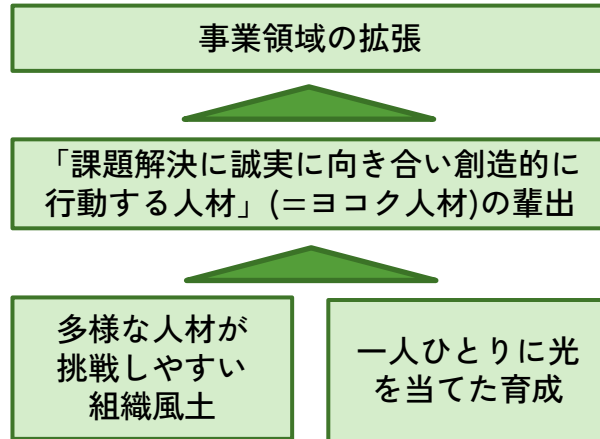 事業領域の拡張
「課題解決に誠実に向き合い創造的に
行動する人材」(=ヨコク人材)の輩出
多様な人材が
挑戦しやすい
組織風土
一人ひとりに光
を当てた育成